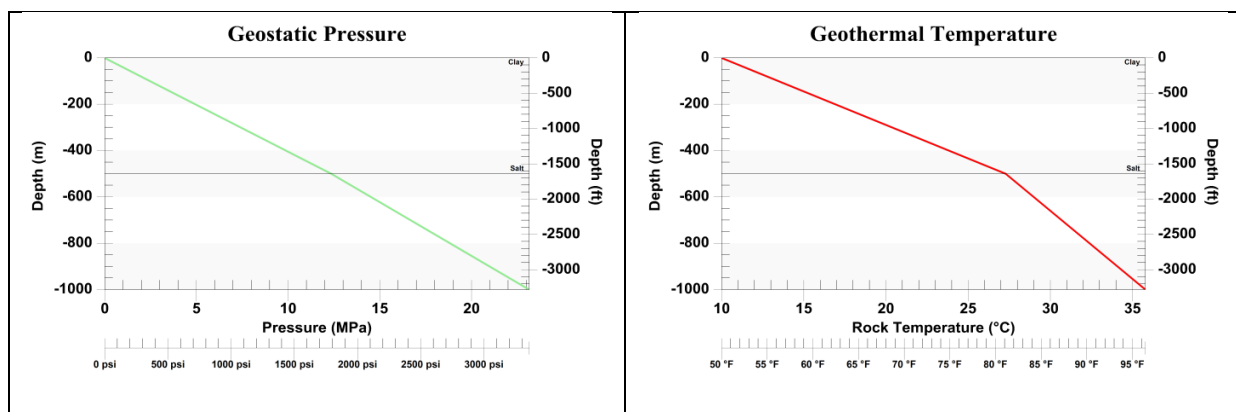 Geostatic Pressure
0
-200
-400
-600
-800
-1000
Depth (m)
Clay
Salt
0
-500
-1000
-1500
-2000
-2500
-3000
Depth (ft)
0 5 10 15 20
Pressure (MPa)
0 psi 500 psi 1000 psi 1500 psi 2000 psi 2500 psi 3000 psi
Geothermal Temperature
0
-200
-400
-600
-800
-1000
Depth (m)
Clay
Salt
0
-500
-1000
-1500
-2000
-2500
-3000
Depth (ft)
10 15 20 25 30 35
Rock Temperature (°C)
50 °F 55 °F 60 °F 65 °F 70 °F 75 °F 80 °F 85 °F 90 °F 95 °F